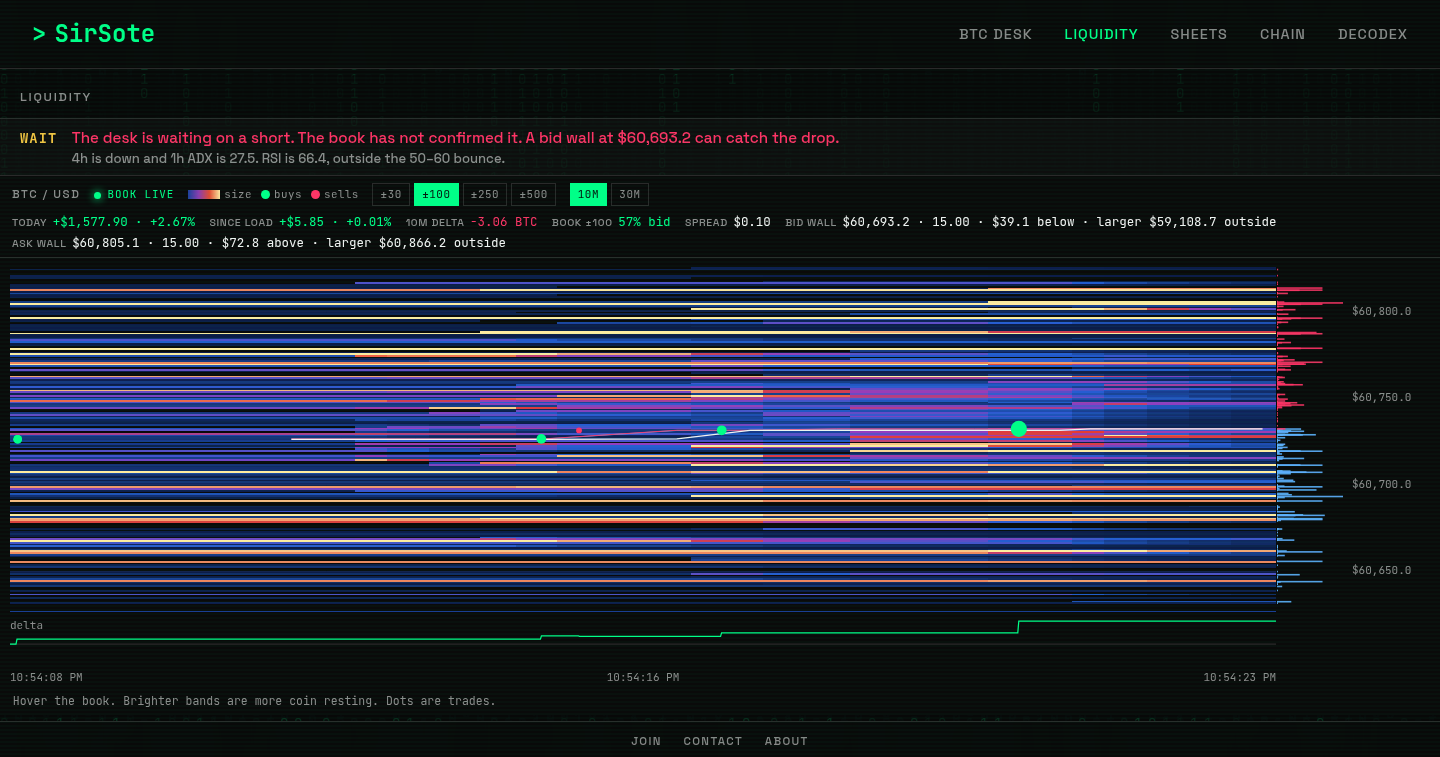 > SirSote
BTC DESK LIQUIDITY SHEETS CHAIN DECODEX
LIQUIDITY
WAIT The desk is waiting on a short. The book has not confirmed it. A bid wall at $60,693.2 can catch the drop.
4h is down and 1h ADX is 27.5. RSI is 66.4, outside the 50–60 bounce.
BTC / USD BOOK LIVE size buys sells ±30 ±100 ±250 ±500 10M 30M
TODAY +$1,577.90 · +2.67% SINCE LOAD +$5.85 · +0.01% 10M DELTA -3.06 BTC BOOK ±100 57% bid SPREAD $0.10 BID WALL $60,693.2 · 15.00 · $39.1 below · larger $59,108.7 outside
ASK WALL $60,805.1 · 15.00 · $72.8 above · larger $60,866.2 outside
$60,800.0
$60,750.0
$60,700.0
$60,650.0
delta
10:54:08 PM 10:54:16 PM 10:54:23 PM
Hover the book. Brighter bands are more coin resting. Dots are trades.
JOIN CONTACT ABOUT